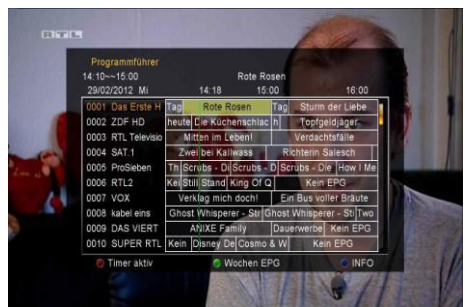 RTL
Programmführer
14:10~~15:00 Rote Rosen
29/02/2012 Mi 14:18 15:00 16:00
0001 Das Erste H Tag Rote Rosen Tag Sturm der Liebe
0002 ZDF HD heute Die Küchenschlac h Topfgeldjäger
0003 RTL Televisio Mitten im Leben! Verdachtsfälle
0004 SAT.1 Zwei bei Kallwass Richterin Salesch
0005 ProSieben Th Scrubs - Di Scrubs - D Scrubs - Die How I Me
0006 RTL2 Kei Still Stand King Of Q Kein EPG
0007 VOX Verklag mich doch! Ein Bus voller Bräute
0008 kabel eins Ghost Whisperer - Sti Ghost Whisperer - Sti Two
0009 DAS VIERT ANIXE Family Dauerwerbe Kein EPG
0010 SUPER RTL Kein Disney De Cosmo & W Kein EPG
Timer aktiv Wochen EPG INFO